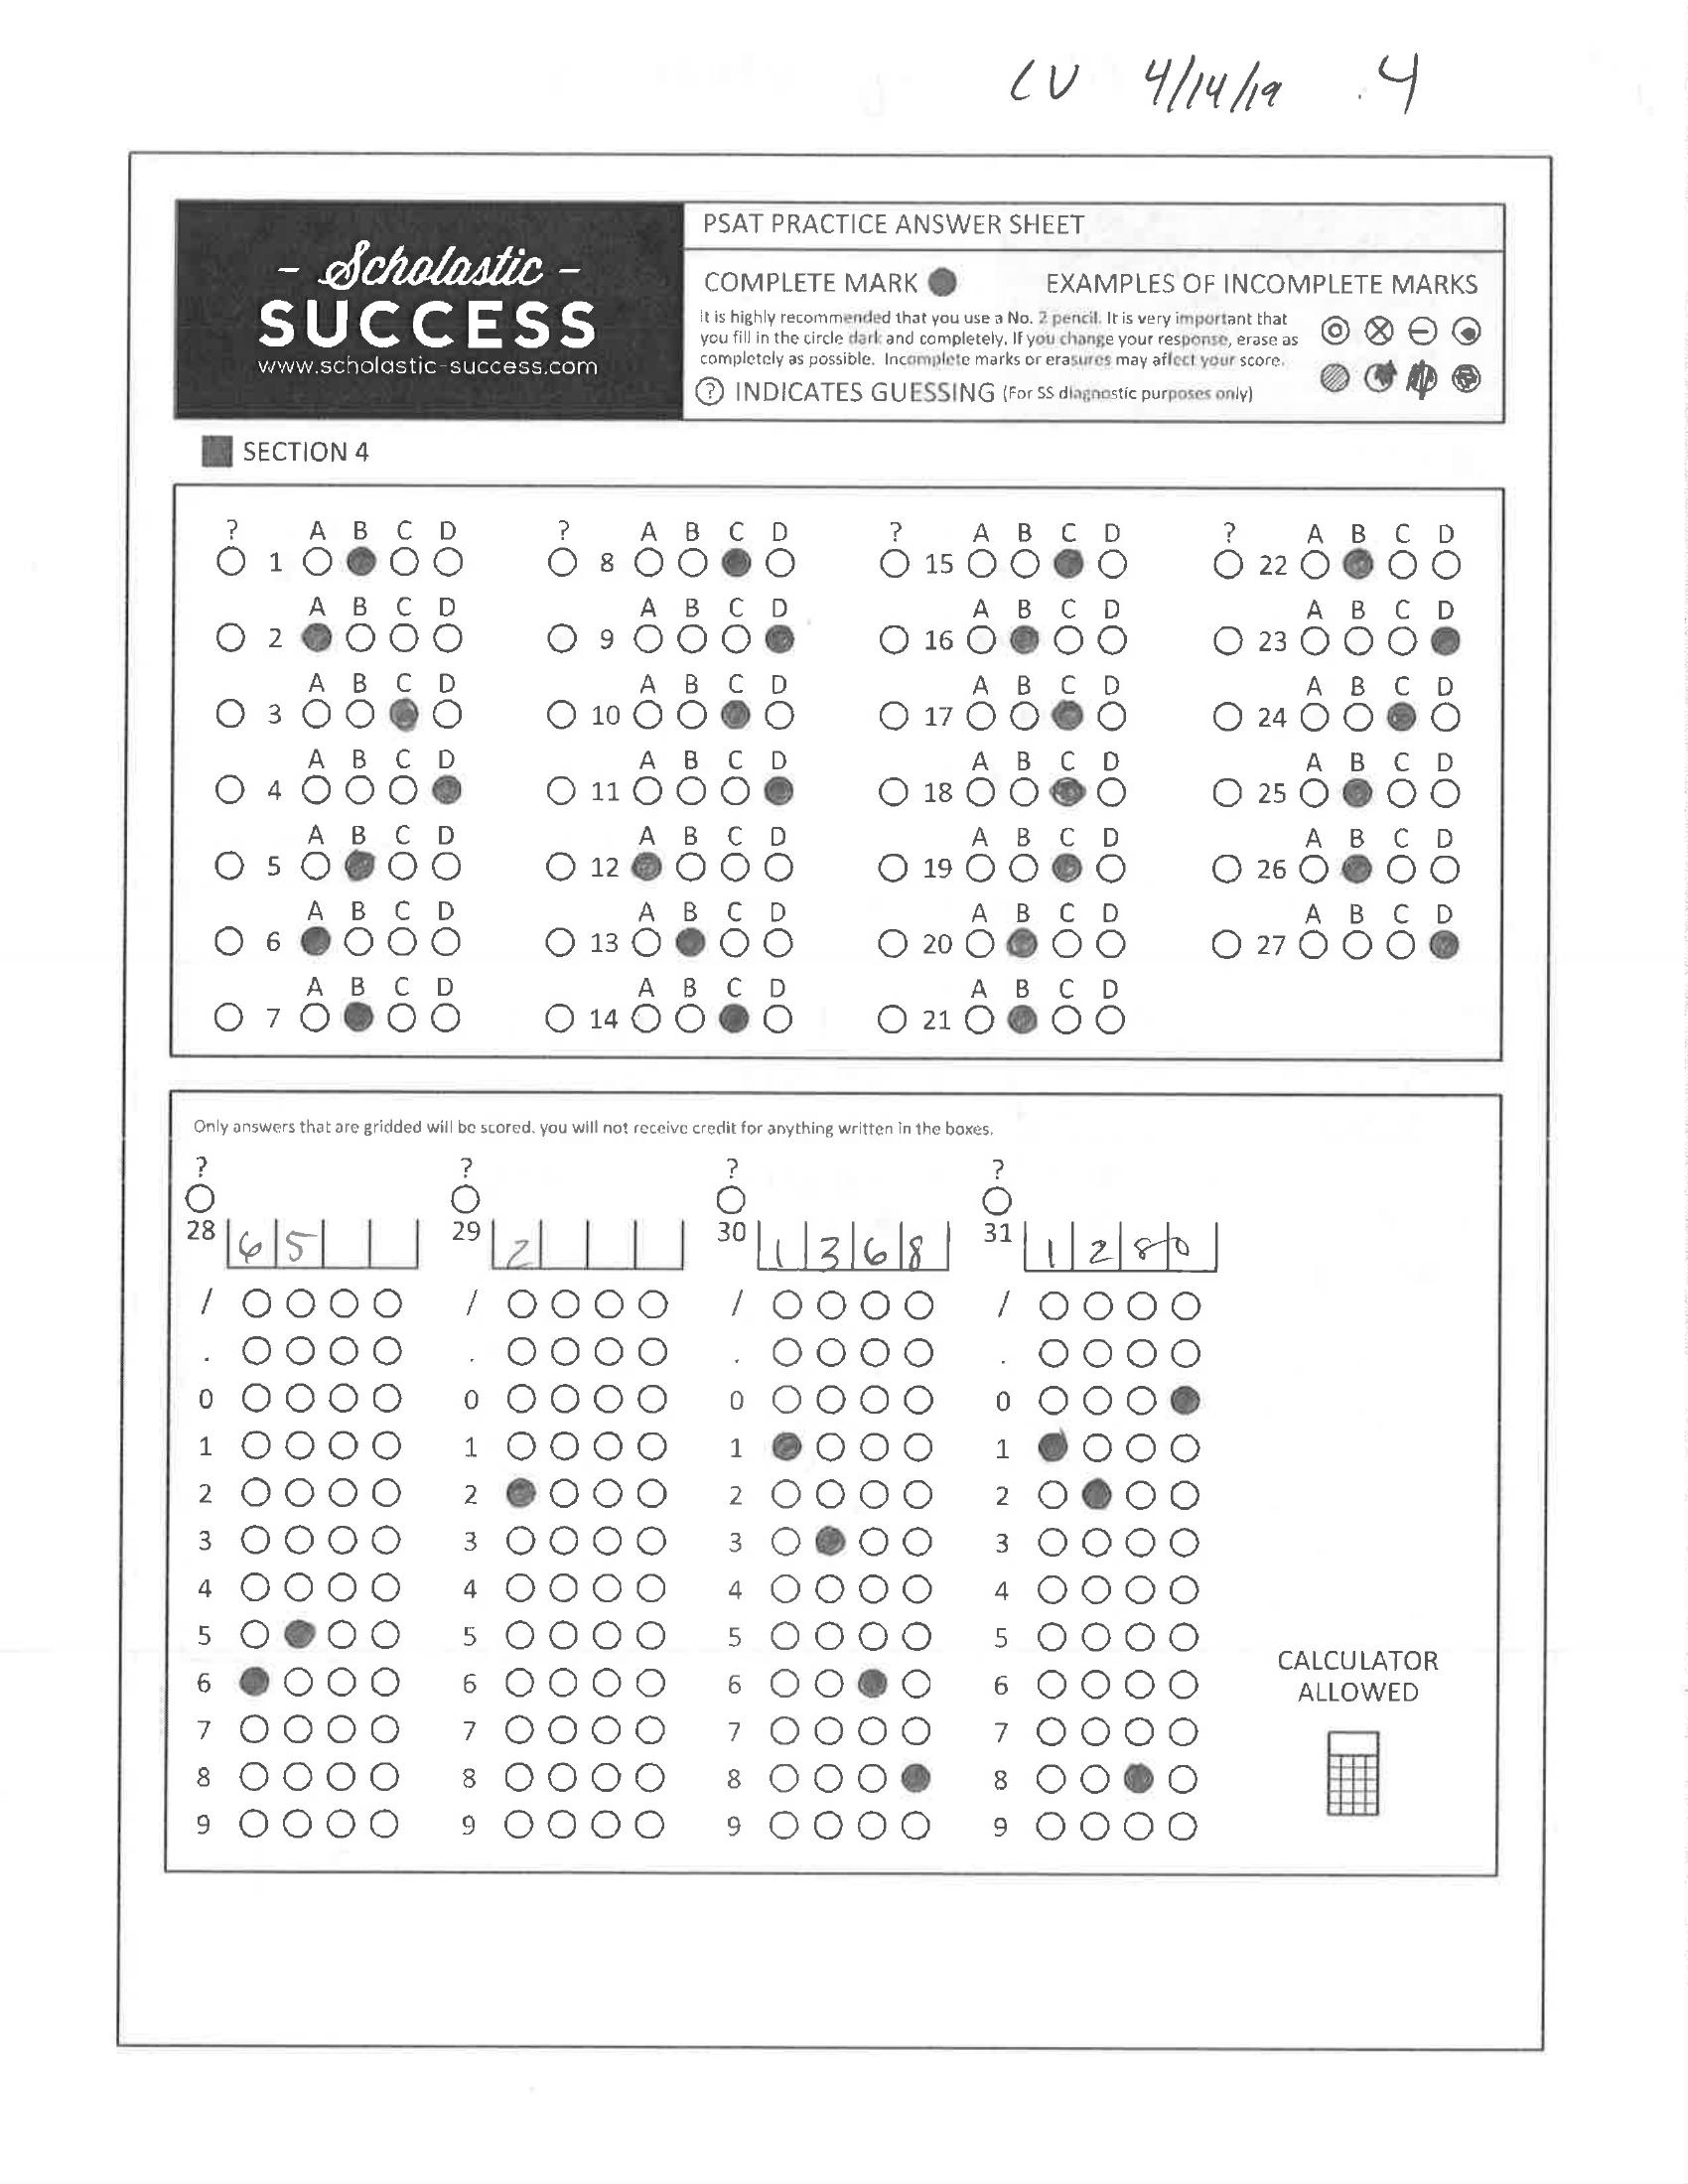 LV 4/14/19 .4
- Scholastic -
SUCCESS
www.scholastic-success.com
PSAT PRACTICE ANSWER SHEET
COMPLETE MARK EXAMPLES OF INCOMPLETE MARKS
It is highly recommended that you use a No. 2 pencil. It is very important that
you fill in the circle dark and completely. If you change your response, erase as
completely as possible. Incomplete marks or erasures may affect your score.
? INDICATES GUESSING (For SS diagnostic purposes only)
SECTION 4
? A B C D ? A B C D ? A B C D ? A B C D
1 8 15 22
A B C D A B C D A B C D A B C D
2 9 16 23
A B C D A B C D A B C D A B C D
3 10 17 24
A B C D A B C D A B C D A B C D
4 11 18 25
A B C D A B C D A B C D A B C D
5 12 19 26
A B C D A B C D A B C D A B C D
6 13 20 27
A B C D A B C D A B C D
7 14 21
Only answers that are gridded will be scored. you will not receive credit for anything written in the boxes.
? ? ? ?
28 6 5 29 2 30 1 3 6 8 31 1 2 8 0
/ / / /
. . . .
0 0 0 0
1 1 1 1
2 2 2 2
3 3 3 3
4 4 4 4
5 5 5 5
6 6 6 6
7 7 7 7
8 8 8 8
9 9 9 9
CALCULATOR
ALLOWED